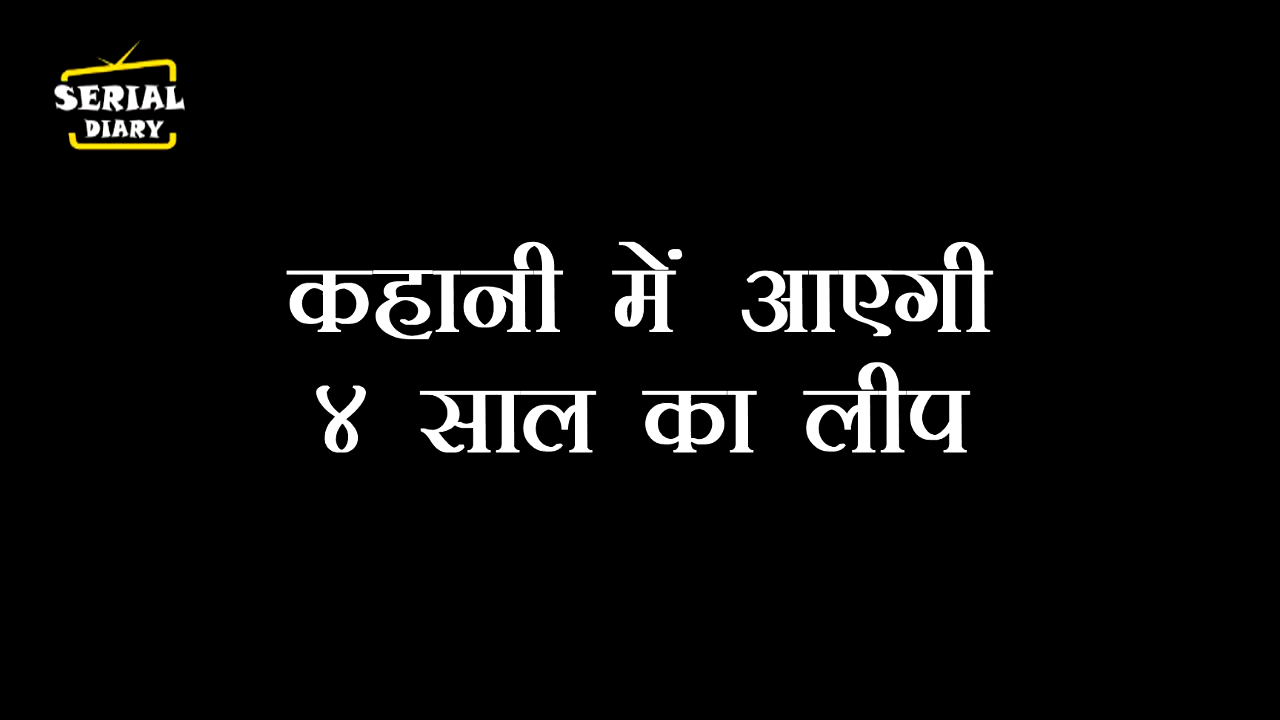 SERIAL
DIARY
कहानी में आएगी
४ साल का लीप